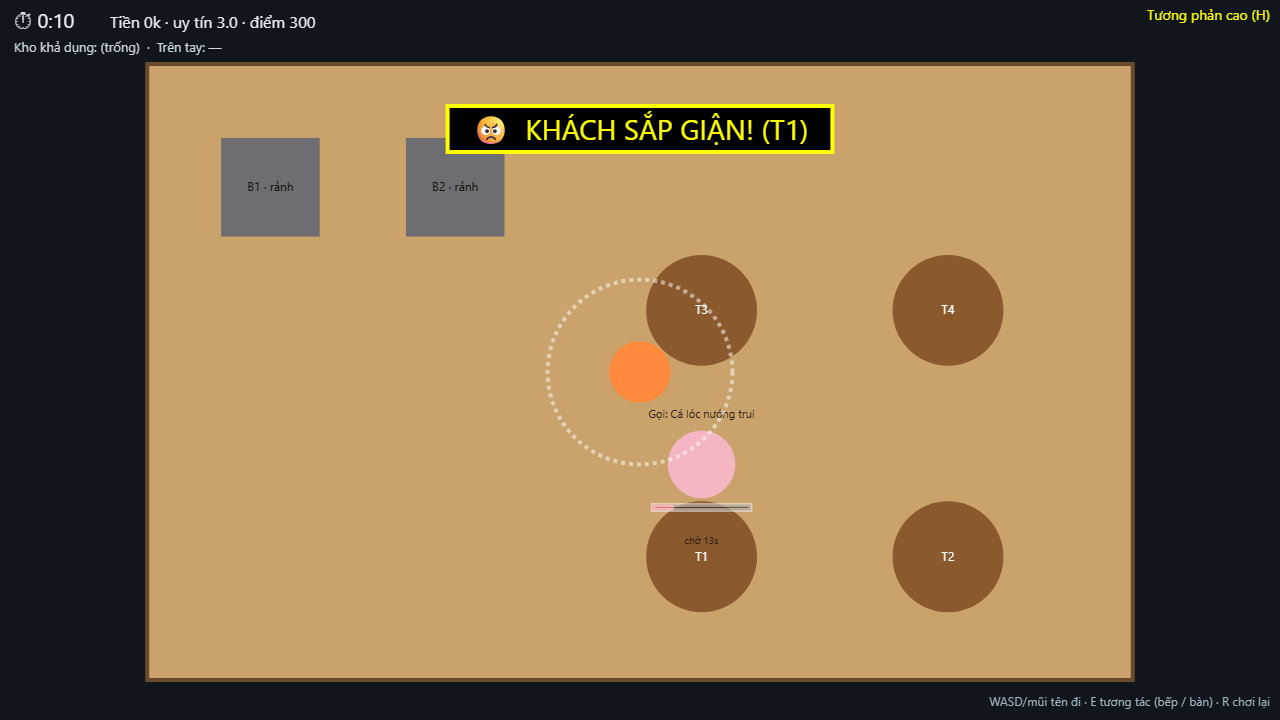 0:10
Tiền 0k · uy tín 3.0 · điểm 300
Tương phản cao (H)
Kho khả dụng: (trống) · Trên tay: —
KHÁCH SẮP GIẬN! (T1)
B1 · rảnh
B2 · rảnh
T3
T4
Gọi: Cá lóc nướng trui
chờ 13s
T1
T2
WASD/mũi tên đi · E tương tác (bếp / bàn) · R chơi lại